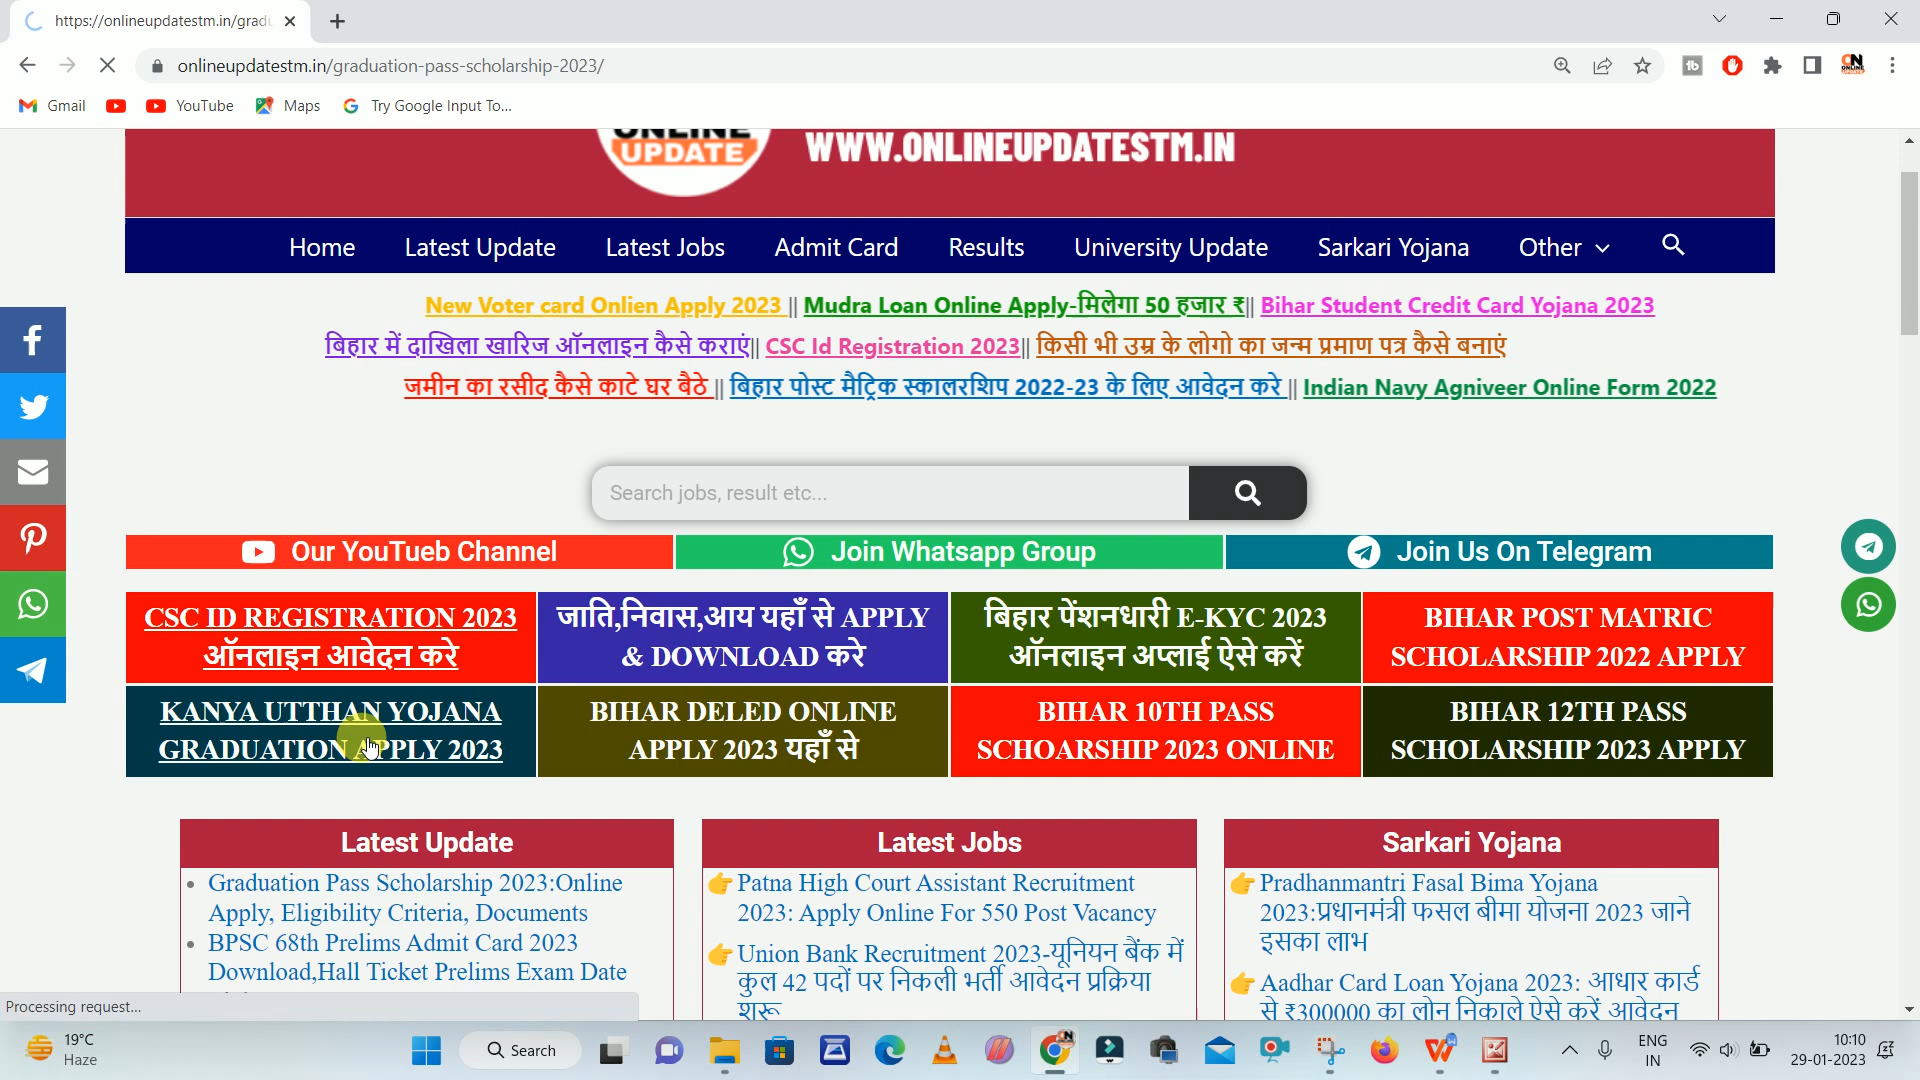 https://onlineupdatestm.in/gradu
onlineupdatestm.in/graduation-pass-scholarship-2023/
Gmail YouTube Maps Try Google Input To...
ONLINE
UPDATE
WWW.ONLINEUPDATESTM.IN
Home Latest Update Latest Jobs Admit Card Results University Update Sarkari Yojana Other
New Voter card Onlien Apply 2023 || Mudra Loan Online Apply-मिलेगा 50 हजार ₹|| Bihar Student Credit Card Yojana 2023
बिहार में दाखिला खारिज ऑनलाइन कैसे कराएं|| CSC Id Registration 2023|| किसी भी उम्र के लोगो का जन्म प्रमाण पत्र कैसे बनाएं
जमीन का रसीद कैसे काटे घर बैठे || बिहार पोस्ट मैट्रिक स्कालरशिप 2022-23 के लिए आवेदन करे || Indian Navy Agniveer Online Form 2022
Search jobs, result etc...
Our YouTueb Channel Join Whatsapp Group Join Us On Telegram
CSC ID REGISTRATION 2023
ऑनलाइन आवेदन करे
जाति,निवास,आय यहाँ से APPLY
& DOWNLOAD करे
बिहार पेंशनधारी E-KYC 2023
ऑनलाइन अप्लाई ऐसे करें
BIHAR POST MATRIC
SCHOLARSHIP 2022 APPLY
KANYA UTTHAN YOJANA
GRADUATION APPLY 2023
BIHAR DELED ONLINE
APPLY 2023 यहाँ से
BIHAR 10TH PASS
SCHOARSHIP 2023 ONLINE
BIHAR 12TH PASS
SCHOLARSHIP 2023 APPLY
Latest Update
Graduation Pass Scholarship 2023:Online
Apply, Eligibility Criteria, Documents
BPSC 68th Prelims Admit Card 2023
Download,Hall Ticket Prelims Exam Date
Latest Jobs
Patna High Court Assistant Recruitment
2023: Apply Online For 550 Post Vacancy
Union Bank Recruitment 2023-यूनियन बैंक में
कुल 42 पदों पर निकली भर्ती आवेदन प्रक्रिया
शुरू
Sarkari Yojana
Pradhanmantri Fasal Bima Yojana
2023:प्रधानमंत्री फसल बीमा योजना 2023 जाने
इसका लाभ
Aadhar Card Loan Yojana 2023: आधार कार्ड
से ₹300000 का लोन निकाले ऐसे करें आवेदन
Processing request...
19°C
Haze
Search
ENG
IN
10:10
29-01-2023